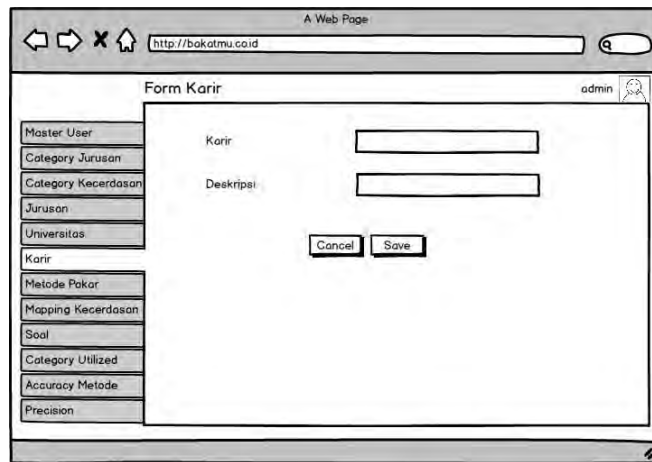 A Web Page
http://bakatmu.co.id
Form Karir
admin
Master User
Category Jurusan
Category Kecerdasan
Jurusan
Universitas
Karir
Metode Pakar
Mapping Kecerdasan
Soal
Category Utilized
Accuracy Metode
Precision
Karir
Deskripsi
Cancel Save